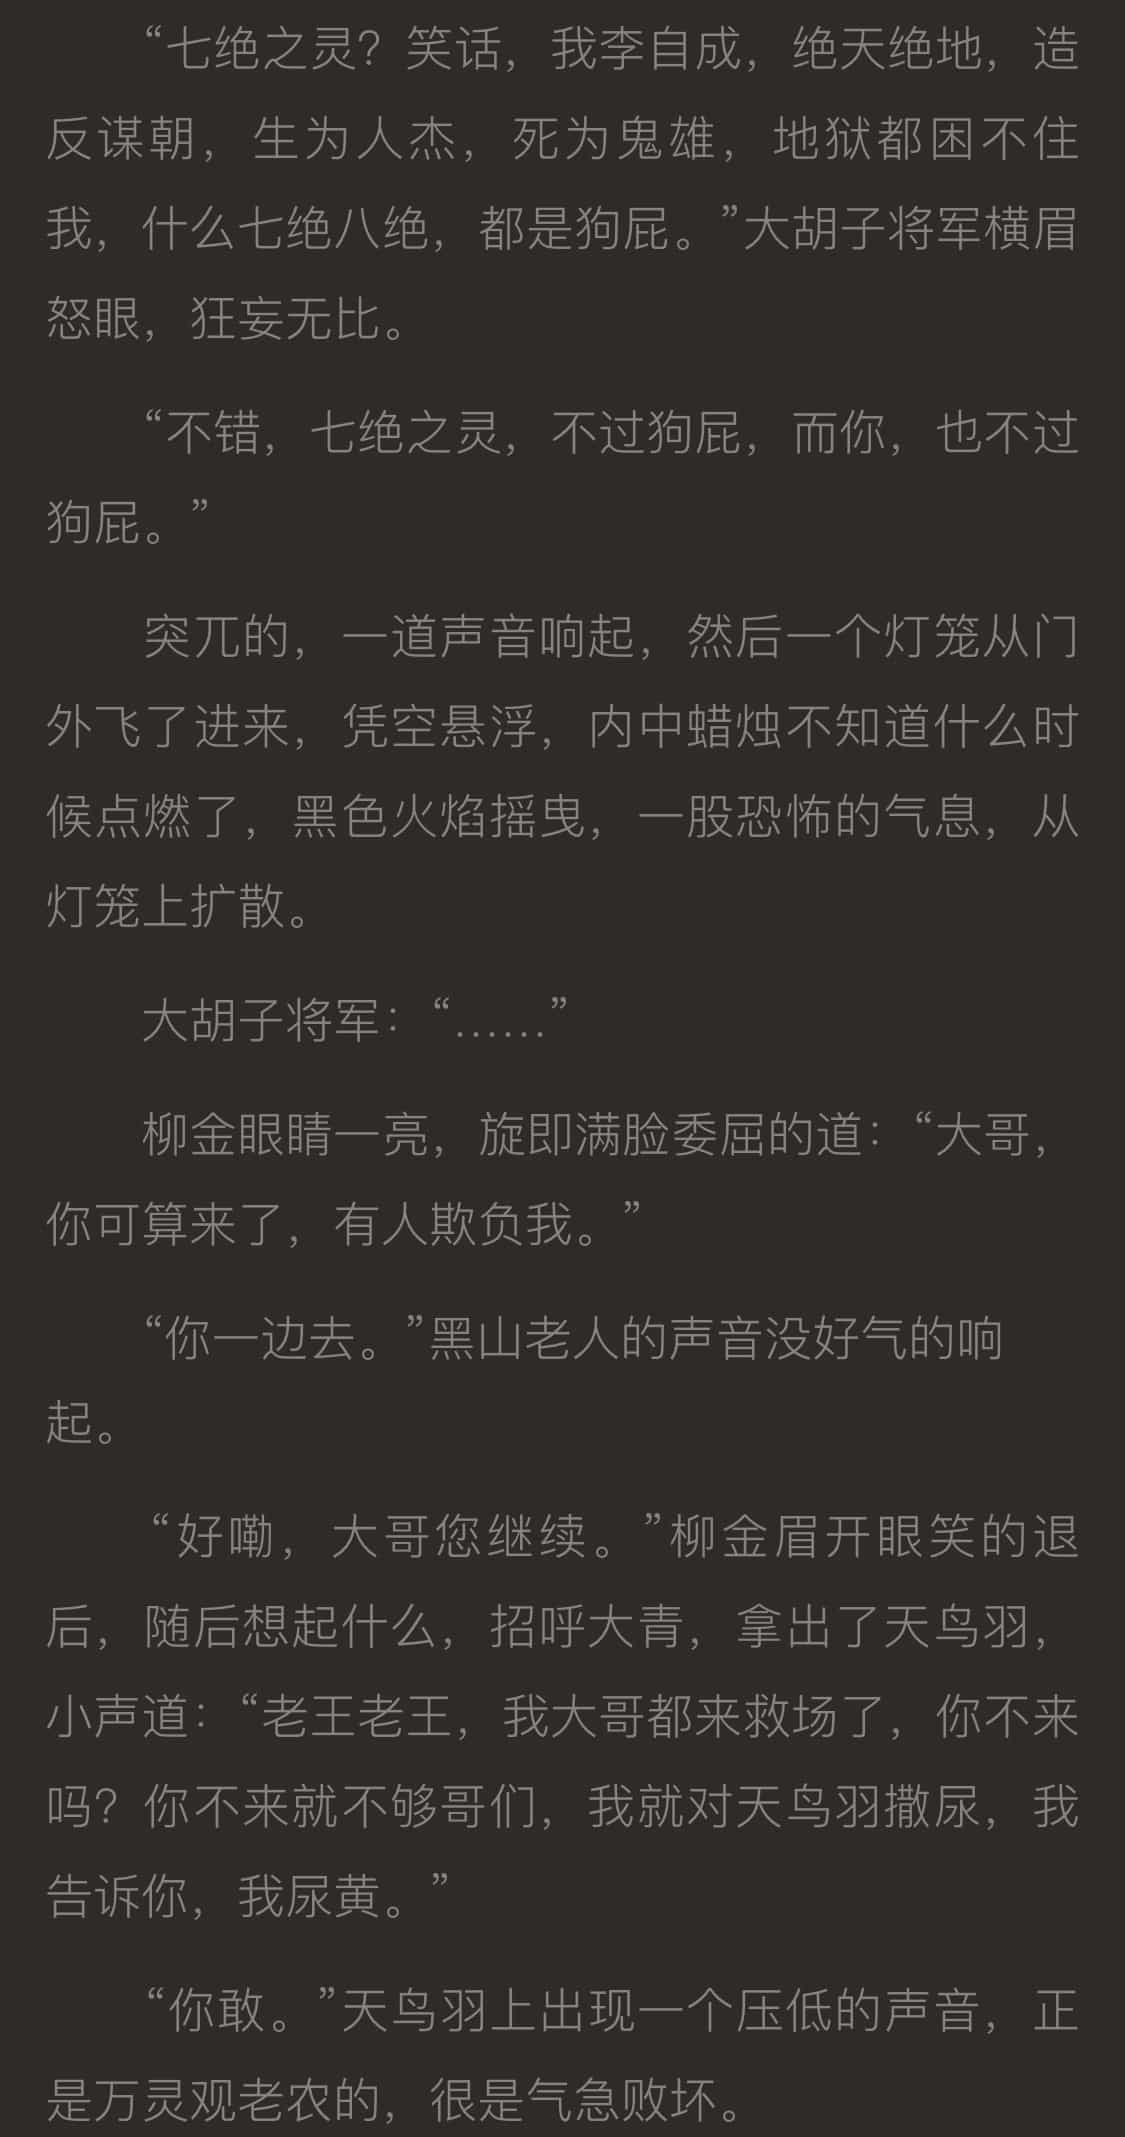 “七绝之灵？笑话，我李自成，绝天绝地，造
反谋朝，生为人杰，死为鬼雄，地狱都困不住
我，什么七绝八绝，都是狗屁。”大胡子将军横眉
怒眼，狂妄无比。
“不错，七绝之灵，不过狗屁，而你，也不过
狗屁。”
突兀的，一道声音响起，然后一个灯笼从门
外飞了进来，凭空悬浮，内中蜡烛不知道什么时
候点燃了，黑色火焰摇曳，一股恐怖的气息，从
灯笼上扩散。
大胡子将军：“……”
柳金眼睛一亮，旋即满脸委屈的道：“大哥，
你可算来了，有人欺负我。”
“你一边去。”黑山老人的声音没好气的响
起。
“好嘞，大哥您继续。”柳金眉开眼笑的退
后，随后想起什么，招呼大青，拿出了天鸟羽，
小声道：“老王老王，我大哥都来救场了，你不来
吗？你不来就不够哥们，我就对天鸟羽撒尿，我
告诉你，我尿黄。”
“你敢。”天鸟羽上出现一个压低的声音，正
是万灵观老农的，很是气急败坏。